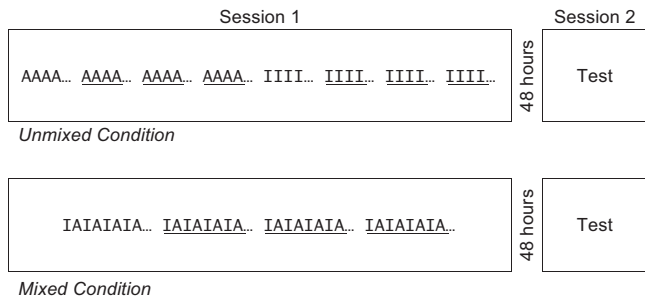 Session 1 Session 2
AAAA… AAAA… AAAA… AAAA… IIII… IIII… IIII… IIII… 48 hours Test
Unmixed Condition
IAIAIAIA… IAIAIAIA… IAIAIAIA… IAIAIAIA… 48 hours Test
Mixed Condition